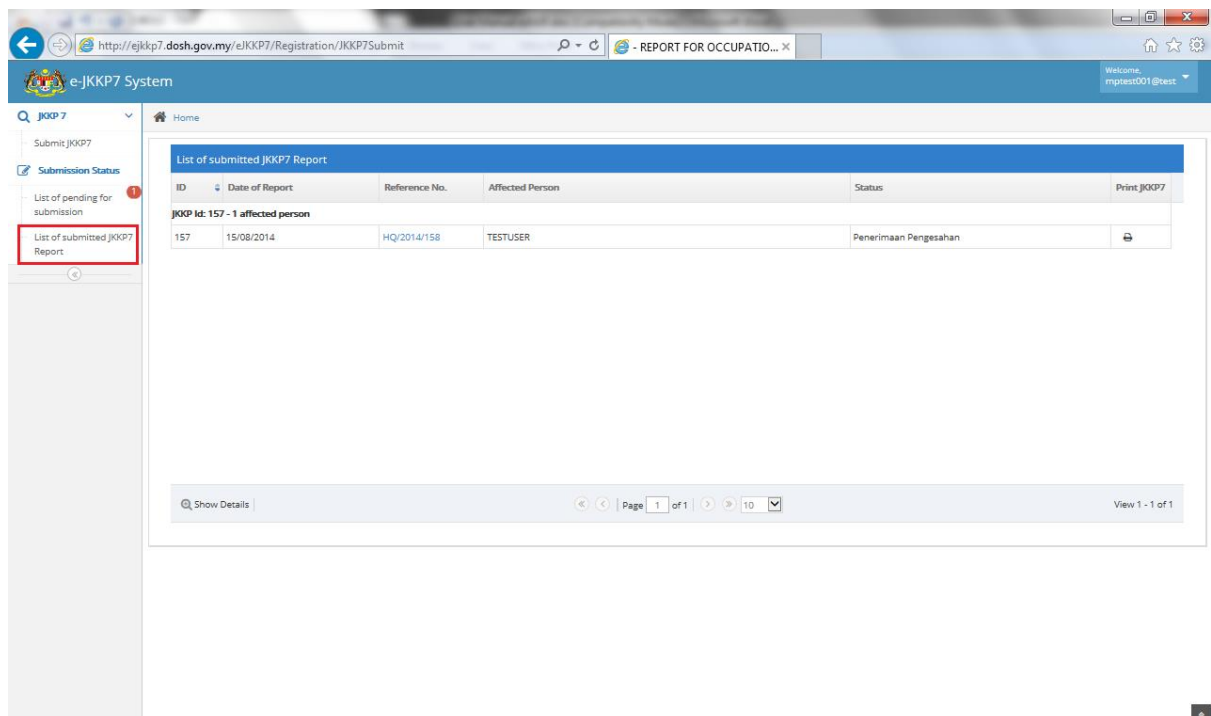 http://ejkkp7.dosh.gov.my/eJKKP7/Registration/JKKP7Submit
- REPORT FOR OCCUPATIO...
e-JKKP7 System
Welcome,
mptest001@test
JKKP 7
Home
Submit JKKP7
Submission Status
List of pending for
submission
1
List of submitted JKKP7
Report
List of submitted JKKP7 Report
ID Date of Report Reference No. Affected Person Status Print JKKP7
JKKP Id: 157 - 1 affected person
157 15/08/2014 HQ/2014/158 TESTUSER Penerimaan Pengesahan
Show Details Page 1 of 1 10 View 1 - 1 of 1